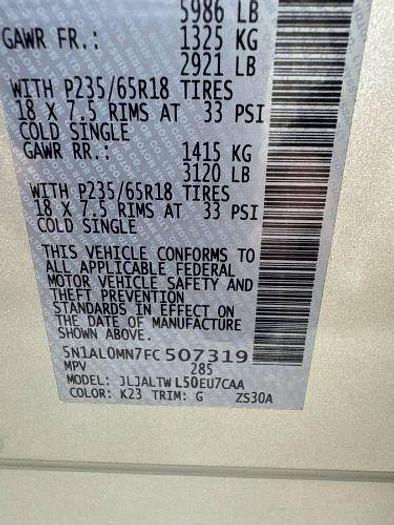 5986 LB
GAWR FR.: 1325 KG
2921 LB
WITH P235/65R18 TIRES
18 X 7.5 RIMS AT 33 PSI
COLD SINGLE
GAWR RR.: 1415 KG
3120 LB
WITH P235/65R18 TIRES
18 X 7.5 RIMS AT 33 PSI
COLD SINGLE
THIS VEHICLE CONFORMS TO
ALL APPLICABLE FEDERAL
MOTOR VEHICLE SAFETY AND
THEFT PREVENTION
STANDARDS IN EFFECT ON
THE DATE OF MANUFACTURE
SHOWN ABOVE.
5N1AL0MN7FC507319
MPV 285
MODEL: JLJALTWL50EU7CAA
COLOR: K23 TRIM: G ZS30A